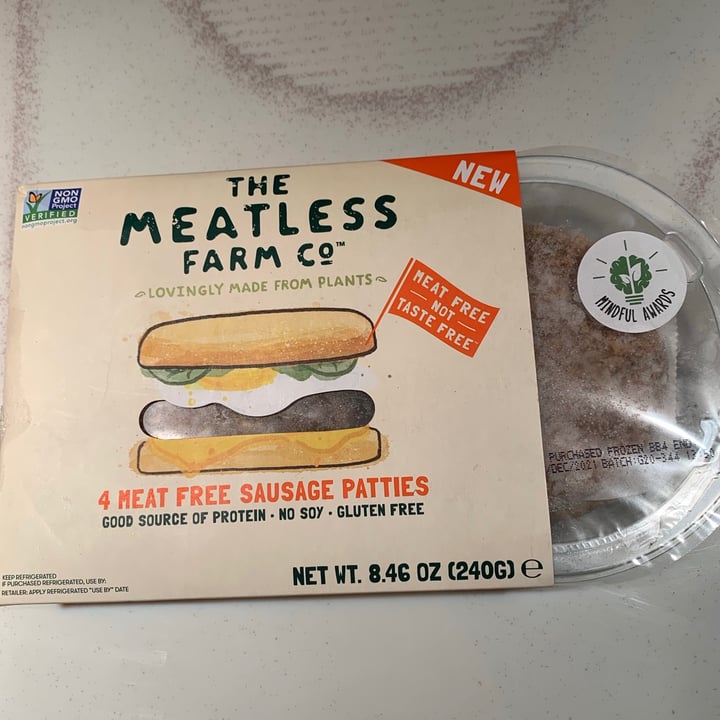 NON
GMO
Project
VERIFIED
nongmoproject.org
THE
MEATLESS
FARM CO™
LOVINGLY MADE FROM PLANTS
NEW
MEAT FREE
NOT
TASTE FREE
4 MEAT FREE SAUSAGE PATTIES
GOOD SOURCE OF PROTEIN · NO SOY · GLUTEN FREE
KEEP REFRIGERATED
IF PURCHASED REFRIGERATED, USE BY:
RETAILER: APPLY REFRIGERATED "USE BY" DATE
NET WT. 8.46 OZ (240G) ℮
MINDFUL AWARDS
PURCHASED FROZEN BB4 END
/DEC/2021 BATCH:G20-344